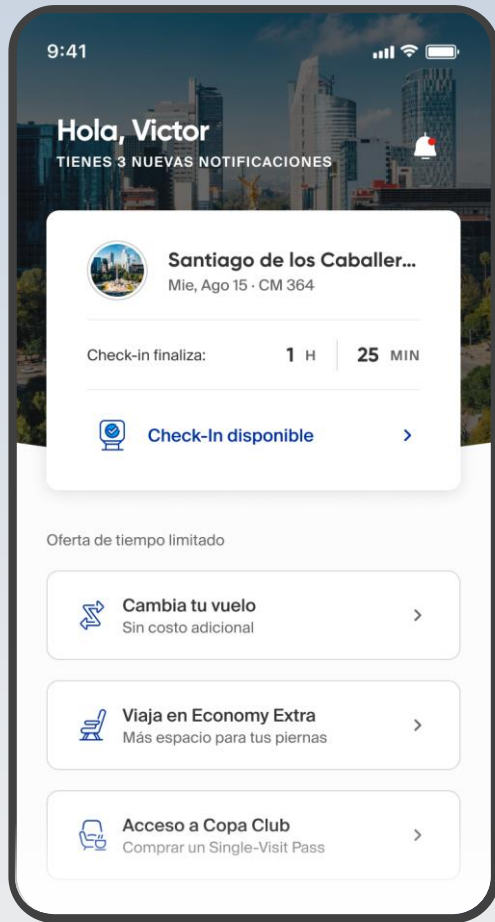 9:41
Hola, Victor
TIENES 3 NUEVAS NOTIFICACIONES
Santiago de los Caballer...
Mie, Ago 15 · CM 364
Check-in finaliza: 1 H 25 MIN
Check-In disponible
Oferta de tiempo limitado
Cambia tu vuelo
Sin costo adicional
Viaja en Economy Extra
Más espacio para tus piernas
Acceso a Copa Club
Comprar un Single-Visit Pass